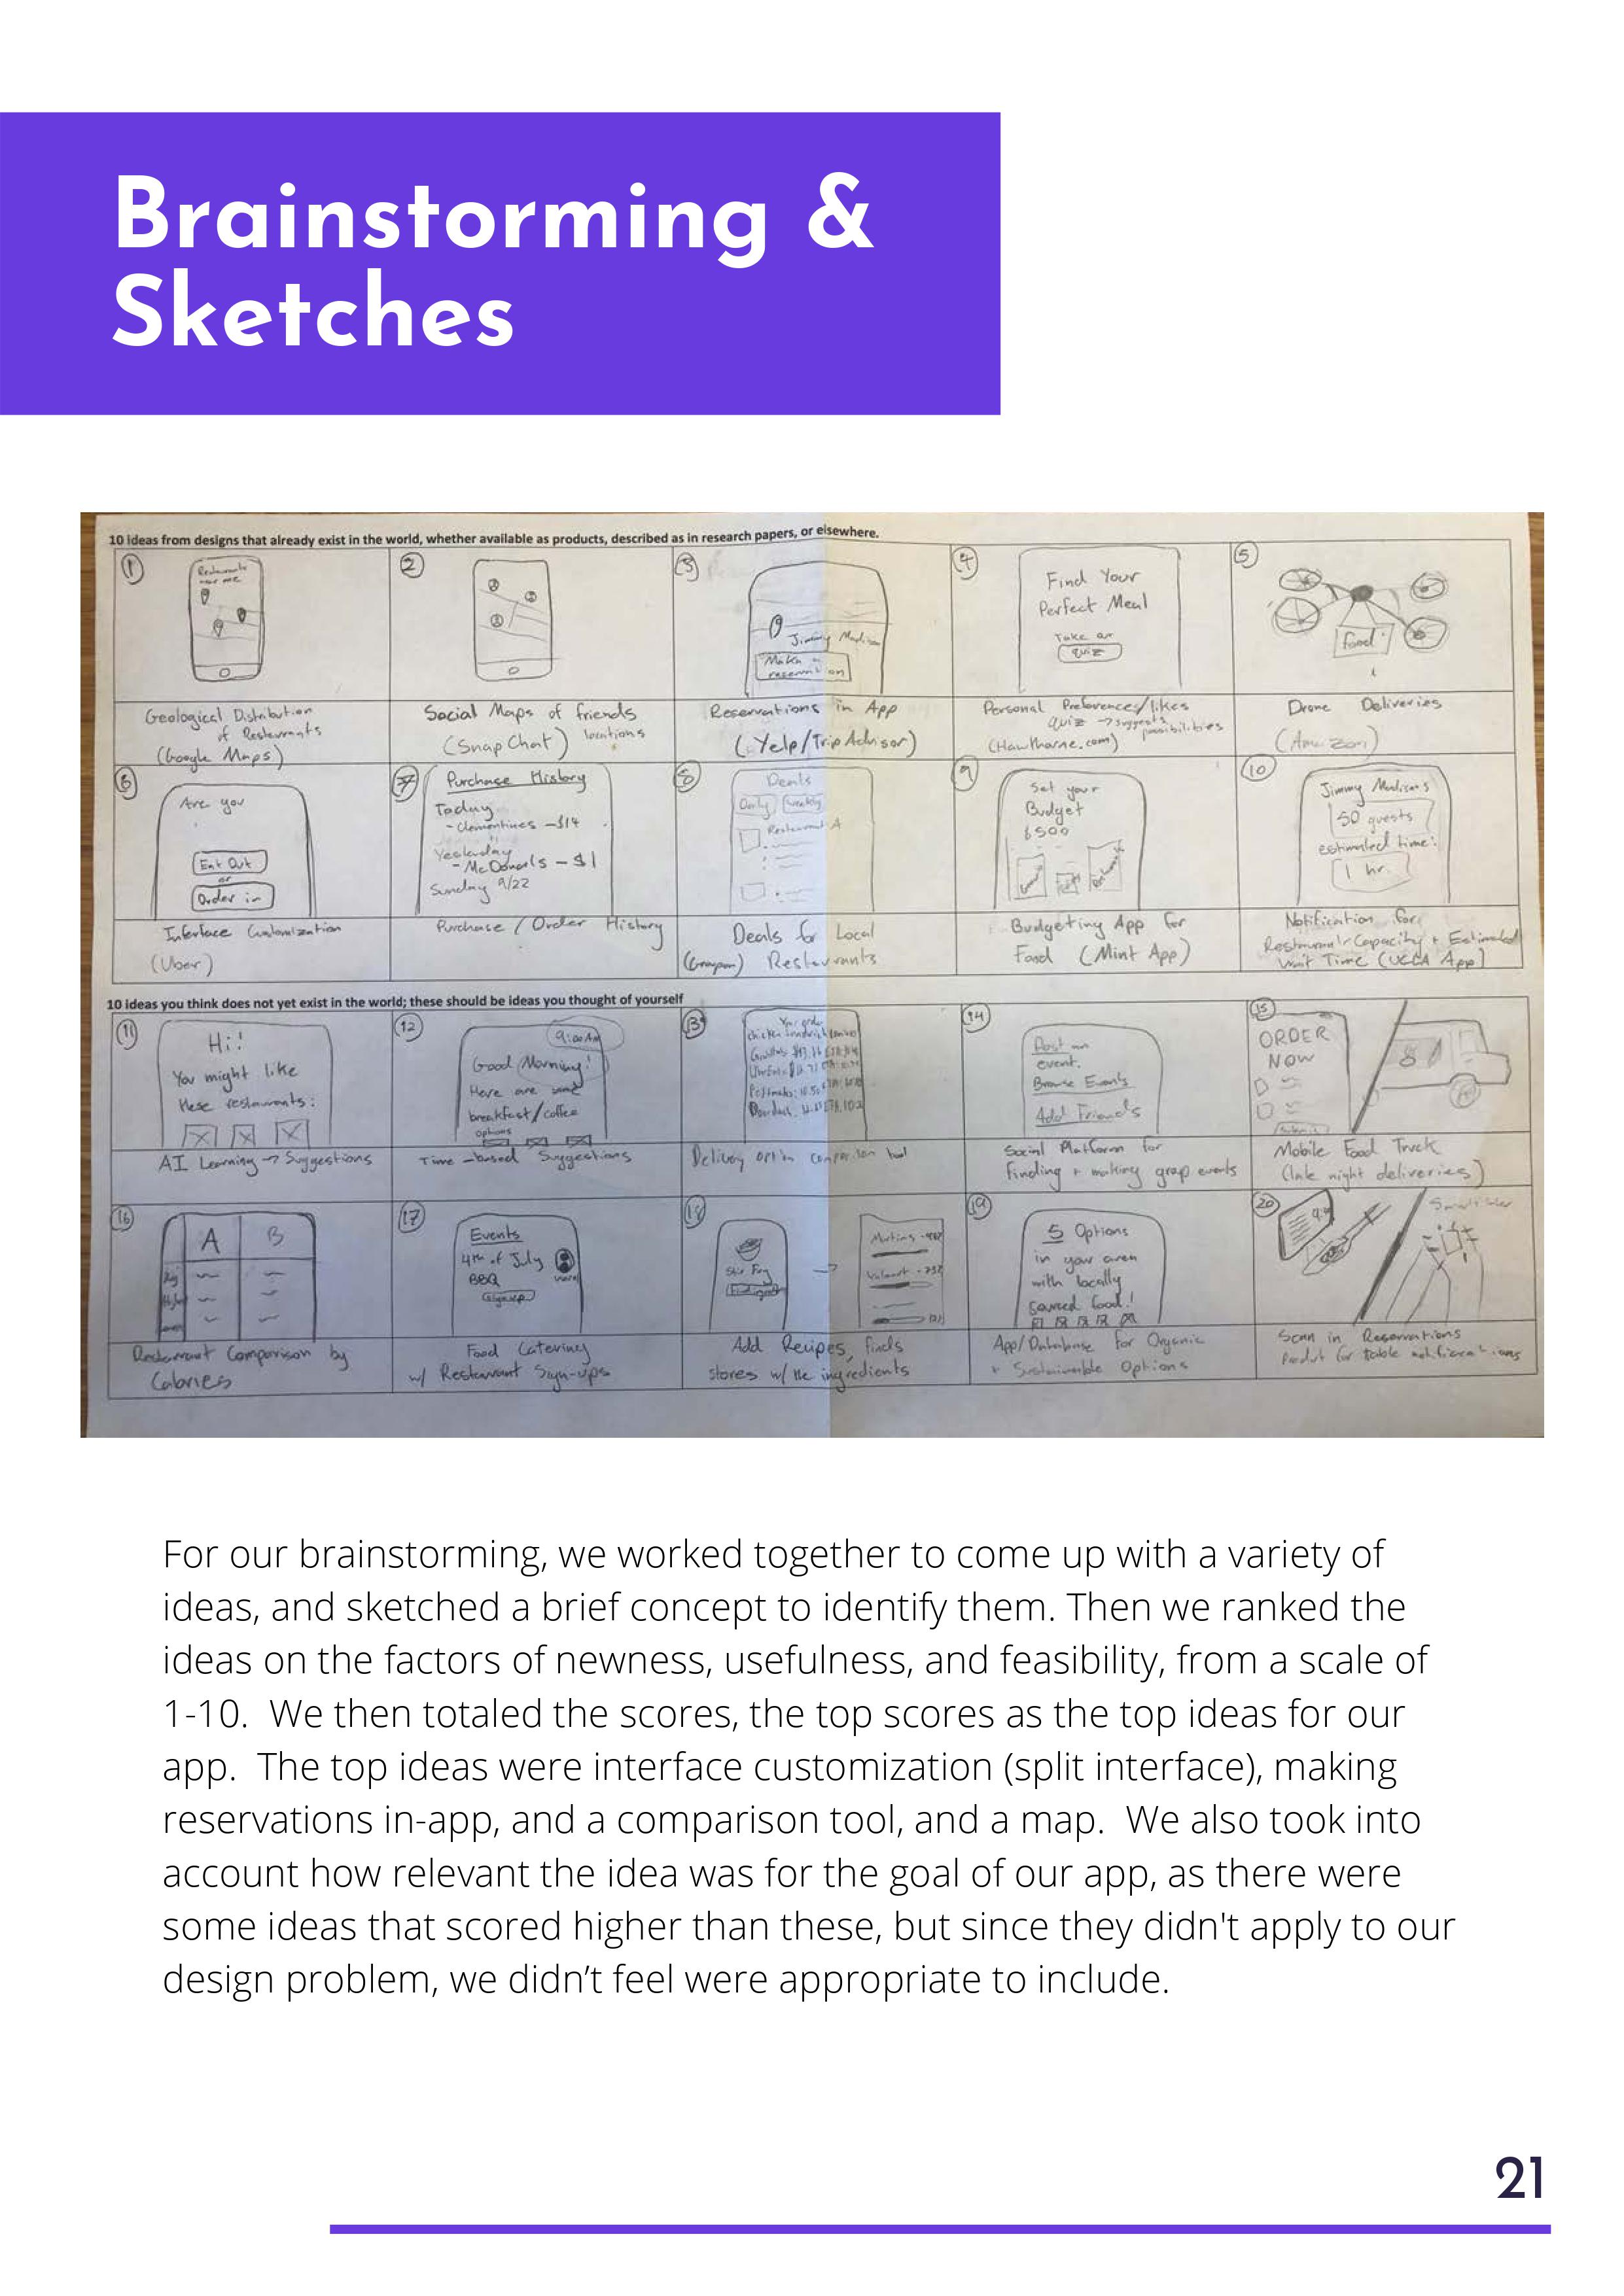 Brainstorming &
Sketches
10 ideas from designs that already exist in the world, whether available as products, described as in research papers, or elsewhere.
1
Restaurants
near me
Geological Distribution
of Restaurants
(Google Maps)
2
Social Maps of friends
locations
(SnapChat)
3
Jimmy Madison
Make a
reservation
Reservations in App
(Yelp/Trip Advisor)
4
Find Your
Perfect Meal
Take a
quiz
Personal Preferences/likes
quiz → suggests
possibilities
(Hawthorne.com)
5
food
Drone Deliveries
(Amazon)
6
Are you
Eat Out
or
Order in
Interface Customization
(Uber)
7
Purchase History
Today
- Clementines - $14
Yesterday
- McDonals - $1
Sunday 9/22
Purchase / Order History
8
Deals
Daily Weekly
Restaurant A
Deals for Local
(Groupon) Restaurants
9
Set your
Budget
$500
Budgeting App for
Food (Mint App)
10
Jimmy Madisons
50 guests
estimated time:
1 hr.
Notification for
Restaurant Capacity + Estimated
Wait Time (UCLA App)
10 ideas you think does not yet exist in the world; these should be ideas you thought of yourself
11
Hi!
You might like
these restaurants:
AI Learning → Suggestions
12
9:00 AM
Good Morning!
Here are some
breakfast/coffee
options
Time-based Suggestions
13
Your order
chicken sandwich
Delivery option comparison tool
14
Post an
event.
Browse Events
Add Friends
Social Platform for
finding + making group events
15
ORDER
NOW
Submit
Mobile Food Truck
(late night deliveries)
16
A B
Restaurant Comparison by
Calories
17
Events
4th of July
BBQ
Sign up
Food Catering
w/ Restaurant Sign-ups
18
Stir Fry
Add Recipes, finds
stores w/ the ingredients
19
5 Options
in your area
with locally
sourced food!
App/Database for Organic
+ Sustainable Options
20
Scan in Reservations
Product for table notifications
For our brainstorming, we worked together to come up with a variety of
ideas, and sketched a brief concept to identify them. Then we ranked the
ideas on the factors of newness, usefulness, and feasibility, from a scale of
1-10.  We then totaled the scores, the top scores as the top ideas for our
app.  The top ideas were interface customization (split interface), making
reservations in-app, and a comparison tool, and a map.  We also took into
account how relevant the idea was for the goal of our app, as there were
some ideas that scored higher than these, but since they didn't apply to our
design problem, we didn’t feel were appropriate to include.
21